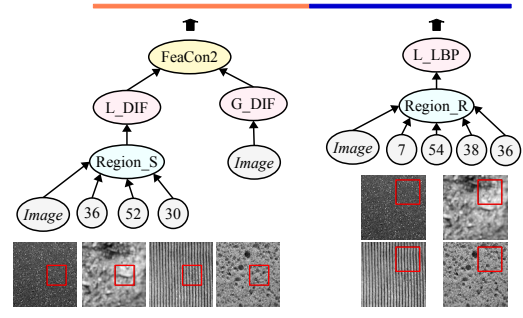 FeaCon2
L_LBP
L_DIF
G_DIF
Region_R
Region_S
Image
Image
7
54
38
36
Image
36
52
30